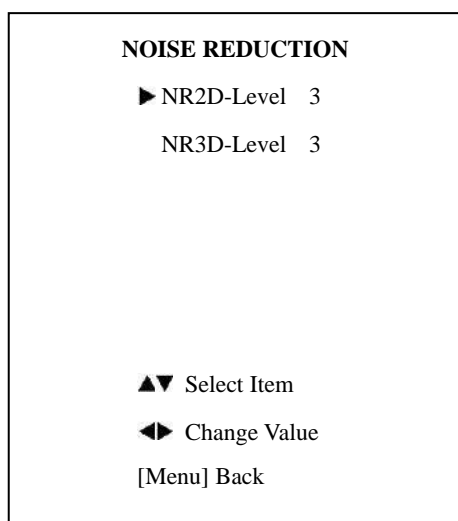 NOISE REDUCTION
▶ NR2D-Level 3
NR3D-Level 3
▲▼ Select Item
◀▶ Change Value
[Menu] Back